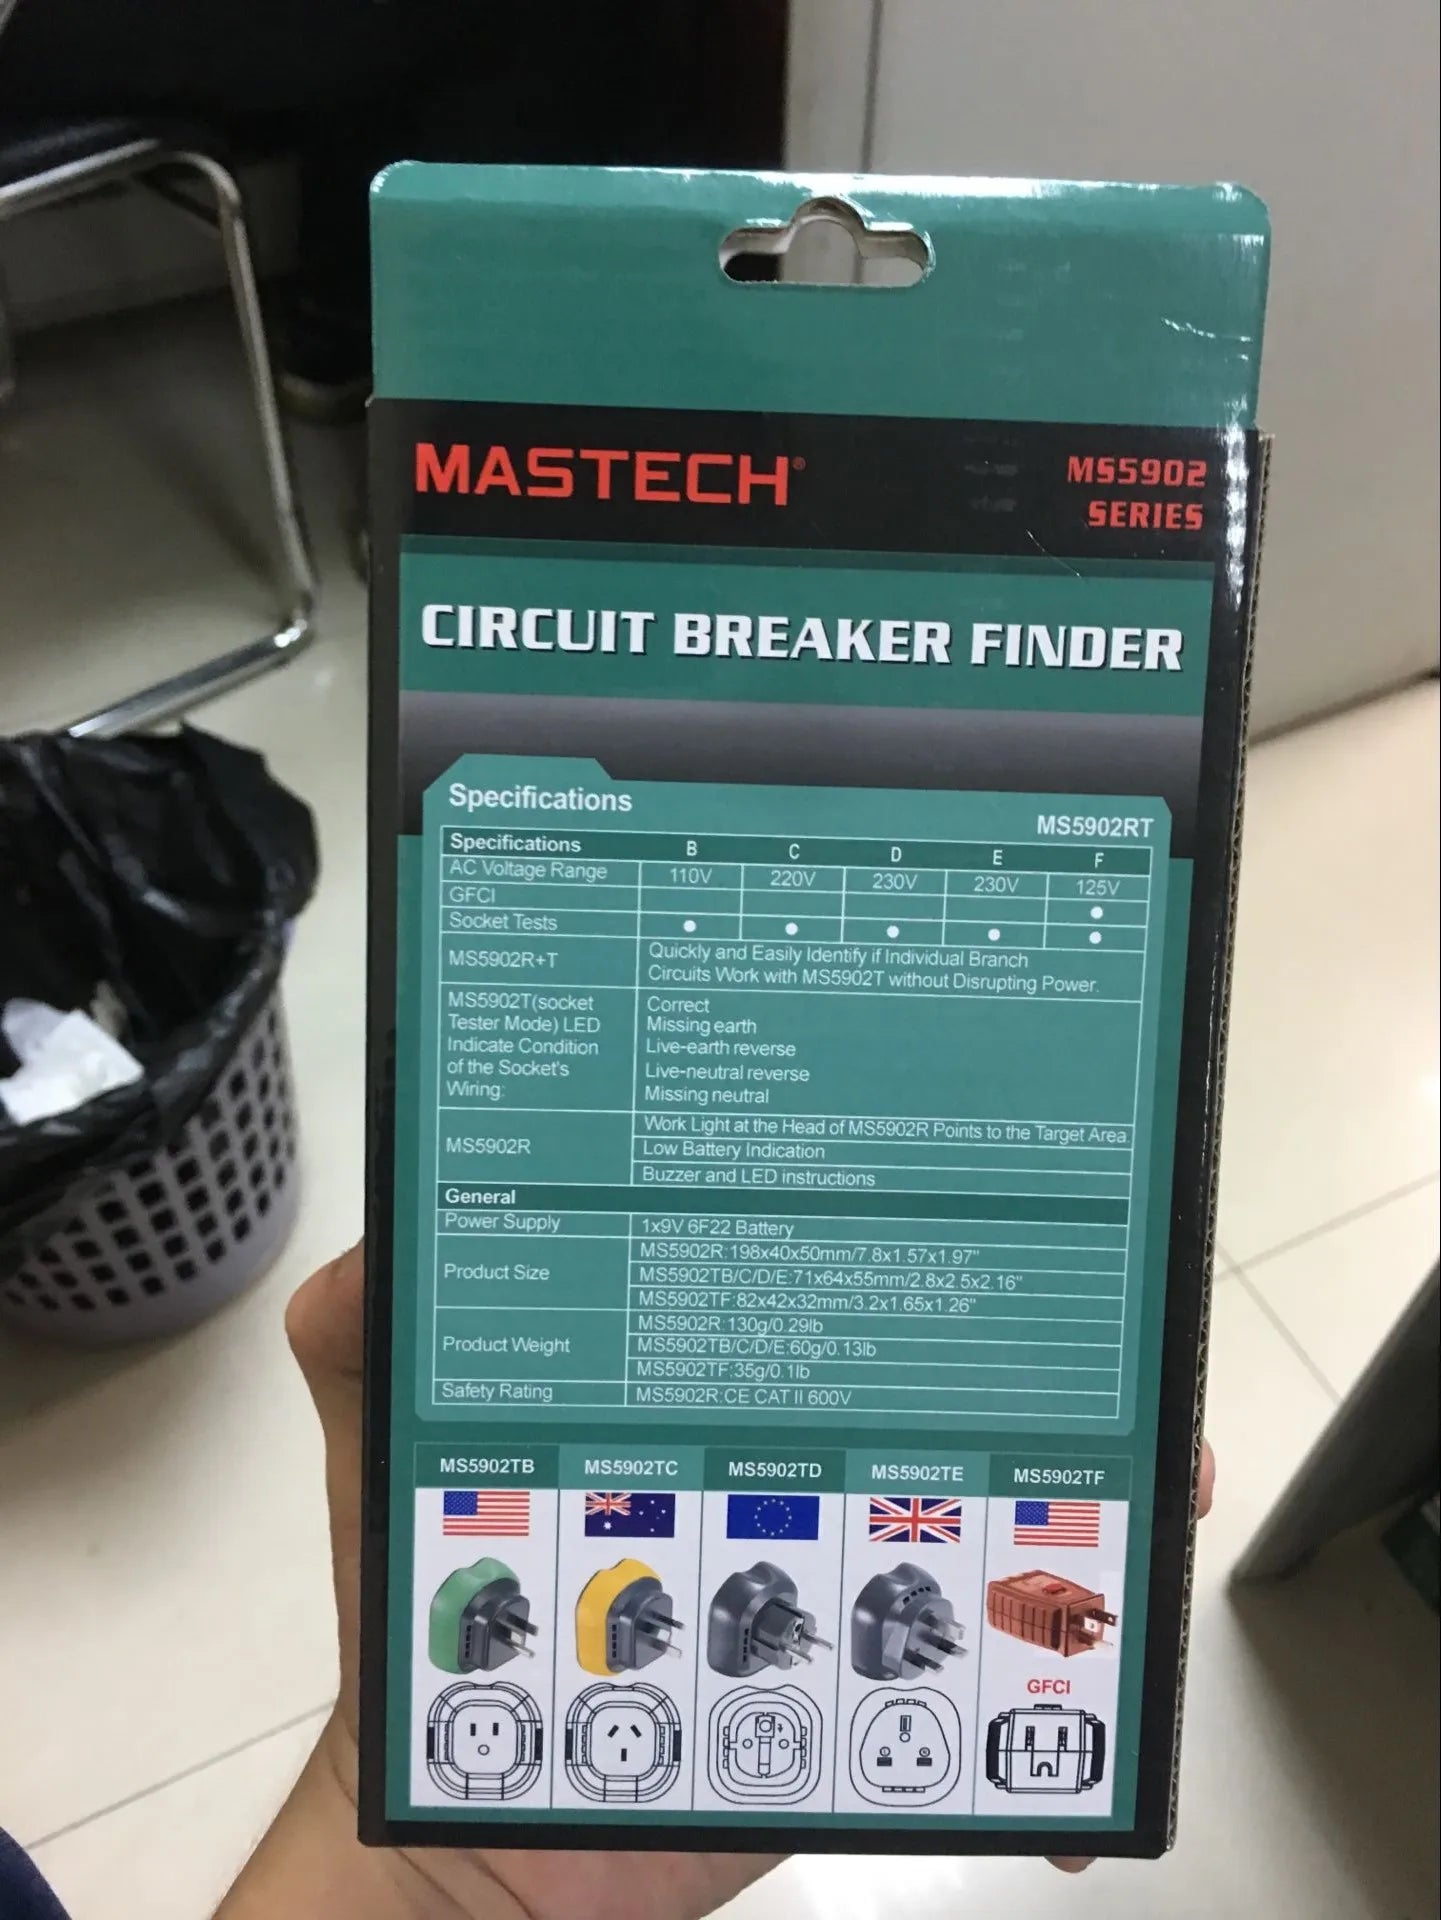 MASTECH®
MS5902
SERIES
CIRCUIT BREAKER FINDER
Specifications
MS5902RT
Specifications B C D E F
AC Voltage Range 110V 220V 230V 230V 125V
GFCI ●
Socket Tests ● ● ● ● ●
MS5902R+T
Quickly and Easily Identify if Individual Branch
Circuits Work with MS5902T without Disrupting Power.
MS5902T(socket
Tester Mode) LED
Indicate Condition
of the Socket's
Wiring:
Correct
Missing earth
Live-earth reverse
Live-neutral reverse
Missing neutral
MS5902R
Work Light at the Head of MS5902R Points to the Target Area.
Low Battery Indication
Buzzer and LED instructions
General
Power Supply 1x9V 6F22 Battery
Product Size
MS5902R:198x40x50mm/7.8x1.57x1.97"
MS5902TB/C/D/E:71x64x55mm/2.8x2.5x2.16"
MS5902TF:82x42x32mm/3.2x1.65x1.26"
Product Weight
MS5902R:130g/0.29lb
MS5902TB/C/D/E:60g/0.13lb
MS5902TF:35g/0.1lb
Safety Rating MS5902R:CE CAT II 600V
MS5902TB MS5902TC MS5902TD MS5902TE MS5902TF
GFCI